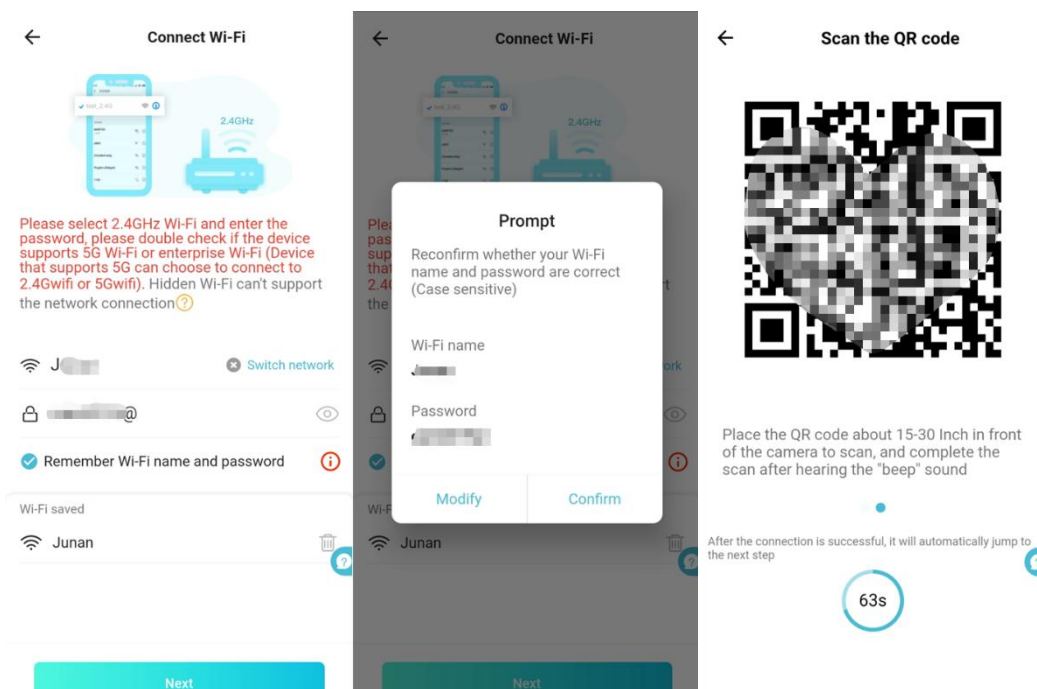 Connect Wi-Fi
2.4GHz
Please select 2.4GHz Wi-Fi and enter the
password, please double check if the device
supports 5G Wi-Fi or enterprise Wi-Fi (Device
that supports 5G can choose to connect to
2.4Gwifi or 5Gwifi). Hidden Wi-Fi can't support
the network connection?
J
Switch network
@
Remember Wi-Fi name and password
Wi-Fi saved
Junan
Next
Connect Wi-Fi
2.4GHz
Prompt
Reconfirm whether your Wi-Fi
name and password are correct
(Case sensitive)
Wi-Fi name
Password
Modify
Confirm
Junan
Next
Scan the QR code
Place the QR code about 15-30 Inch in front
of the camera to scan, and complete the
scan after hearing the "beep" sound
After the connection is successful, it will automatically jump to
the next step
63s